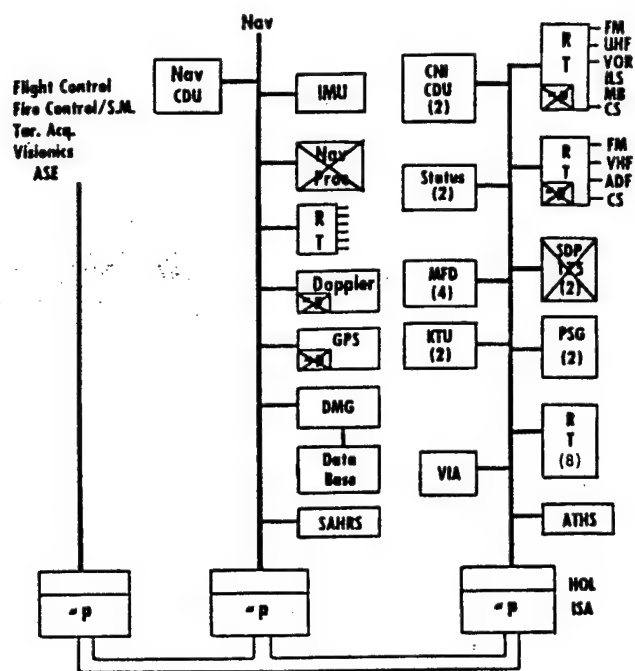 Nav
Flight Control
Fire Control/S.M.
Tar. Acq.
Visionics
ASE
Nav
CDU
IMU
Nav
Proc
R
T
Doppler
GPS
DMG
Data
Base
SAHRS
CNI
CDU
(2)
Status
(2)
MFD
(4)
KTU
(2)
VIA
R
T
FM
UHF
VOR
ILS
MB
CS
R
T
FM
VHF
ADF
CS
SDP
(2)
PSG
(2)
R
T
(8)
ATHS
HOL
ISA
P
P
P